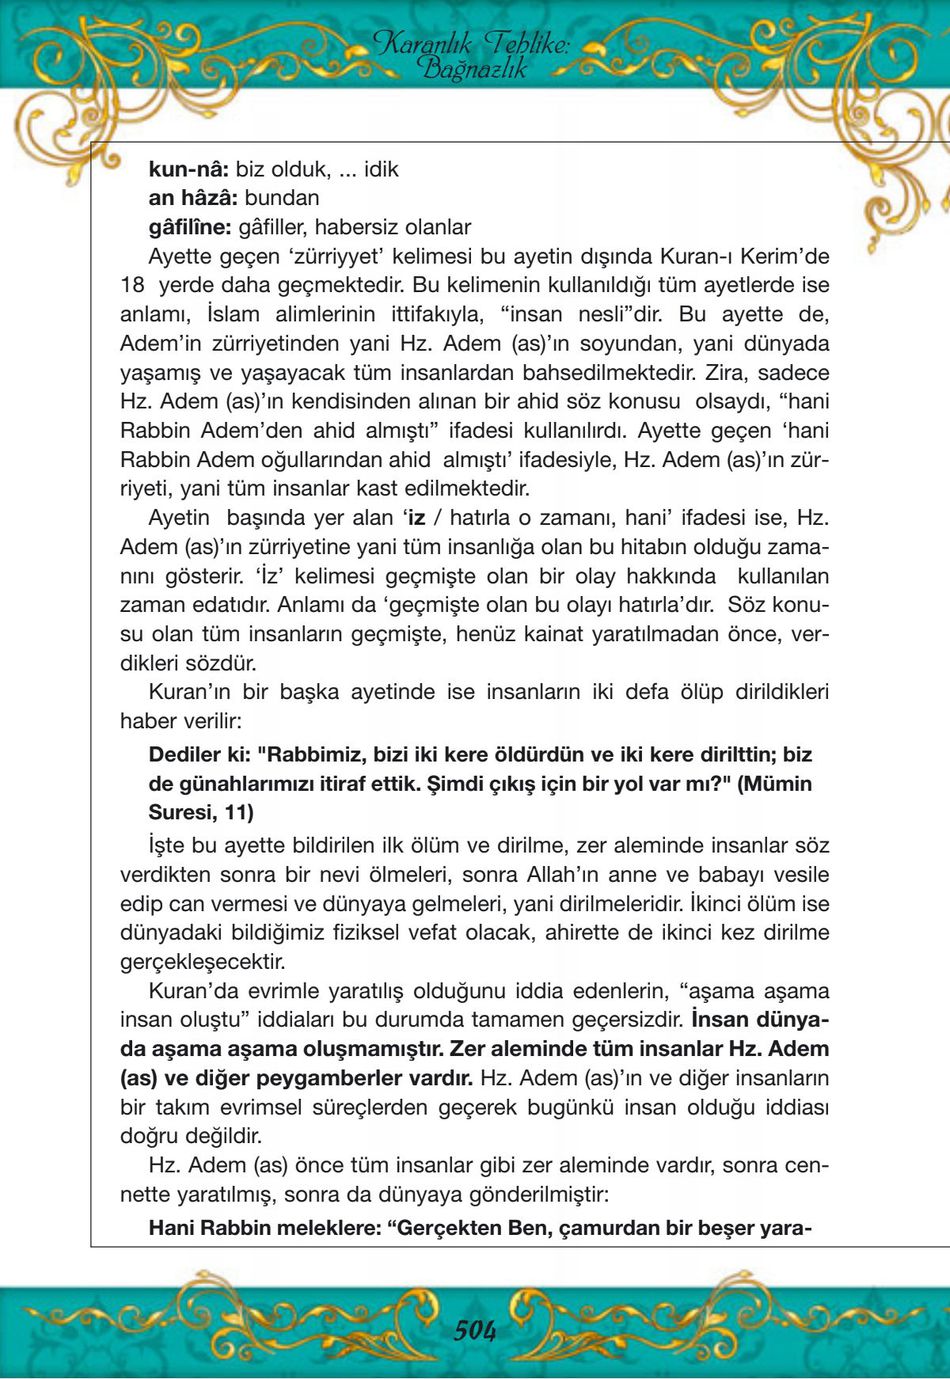 Karanlık Tehlike:
Bağnazlık
kun-nâ: biz olduk, ... idik
an hâzâ: bundan
gâfilîne: gâfiller, habersiz olanlar
Ayette geçen ‘zürriyyet’ kelimesi bu ayetin dışında Kuran-ı Kerim’de
18 yerde daha geçmektedir. Bu kelimenin kullanıldığı tüm ayetlerde ise
anlamı, İslam alimlerinin ittifakıyla, “insan nesli”dir. Bu ayette de,
Adem’in zürriyetinden yani Hz. Adem (as)’ın soyundan, yani dünyada
yaşamış ve yaşayacak tüm insanlardan bahsedilmektedir. Zira, sadece
Hz. Adem (as)’ın kendisinden alınan bir ahid söz konusu olsaydı, “hani
Rabbin Adem’den ahid almıştı” ifadesi kullanılırdı. Ayette geçen ‘hani
Rabbin Adem oğullarından ahid almıştı’ ifadesiyle, Hz. Adem (as)’ın zür-
riyeti, yani tüm insanlar kast edilmektedir.
Ayetin başında yer alan ‘iz / hatırla o zamanı, hani’ ifadesi ise, Hz.
Adem (as)’ın zürriyetine yani tüm insanlığa olan bu hitabın olduğu zama-
nını gösterir. ‘İz’ kelimesi geçmişte olan bir olay hakkında kullanılan
zaman edatıdır. Anlamı da ‘geçmişte olan bu olayı hatırla’dır. Söz konu-
su olan tüm insanların geçmişte, henüz kainat yaratılmadan önce, ver-
dikleri sözdür.
Kuran’ın bir başka ayetinde ise insanların iki defa ölüp dirildikleri
haber verilir:
Dediler ki: "Rabbimiz, bizi iki kere öldürdün ve iki kere dirilttin; biz
de günahlarımızı itiraf ettik. Şimdi çıkış için bir yol var mı?" (Mümin
Suresi, 11)
İşte bu ayette bildirilen ilk ölüm ve dirilme, zer aleminde insanlar söz
verdikten sonra bir nevi ölmeleri, sonra Allah’ın anne ve babayı vesile
edip can vermesi ve dünyaya gelmeleri, yani dirilmeleridir. İkinci ölüm ise
dünyadaki bildiğimiz fiziksel vefat olacak, ahirette de ikinci kez dirilme
gerçekleşecektir.
Kuran’da evrimle yaratılış olduğunu iddia edenlerin, “aşama aşama
insan oluştu” iddiaları bu durumda tamamen geçersizdir. İnsan dünya-
da aşama aşama oluşmamıştır. Zer aleminde tüm insanlar Hz. Adem
(as) ve diğer peygamberler vardır. Hz. Adem (as)’ın ve diğer insanların
bir takım evrimsel süreçlerden geçerek bugünkü insan olduğu iddiası
doğru değildir.
Hz. Adem (as) önce tüm insanlar gibi zer aleminde vardır, sonra cen-
nette yaratılmış, sonra da dünyaya gönderilmiştir:
Hani Rabbin meleklere: “Gerçekten Ben, çamurdan bir beşer yara-
504